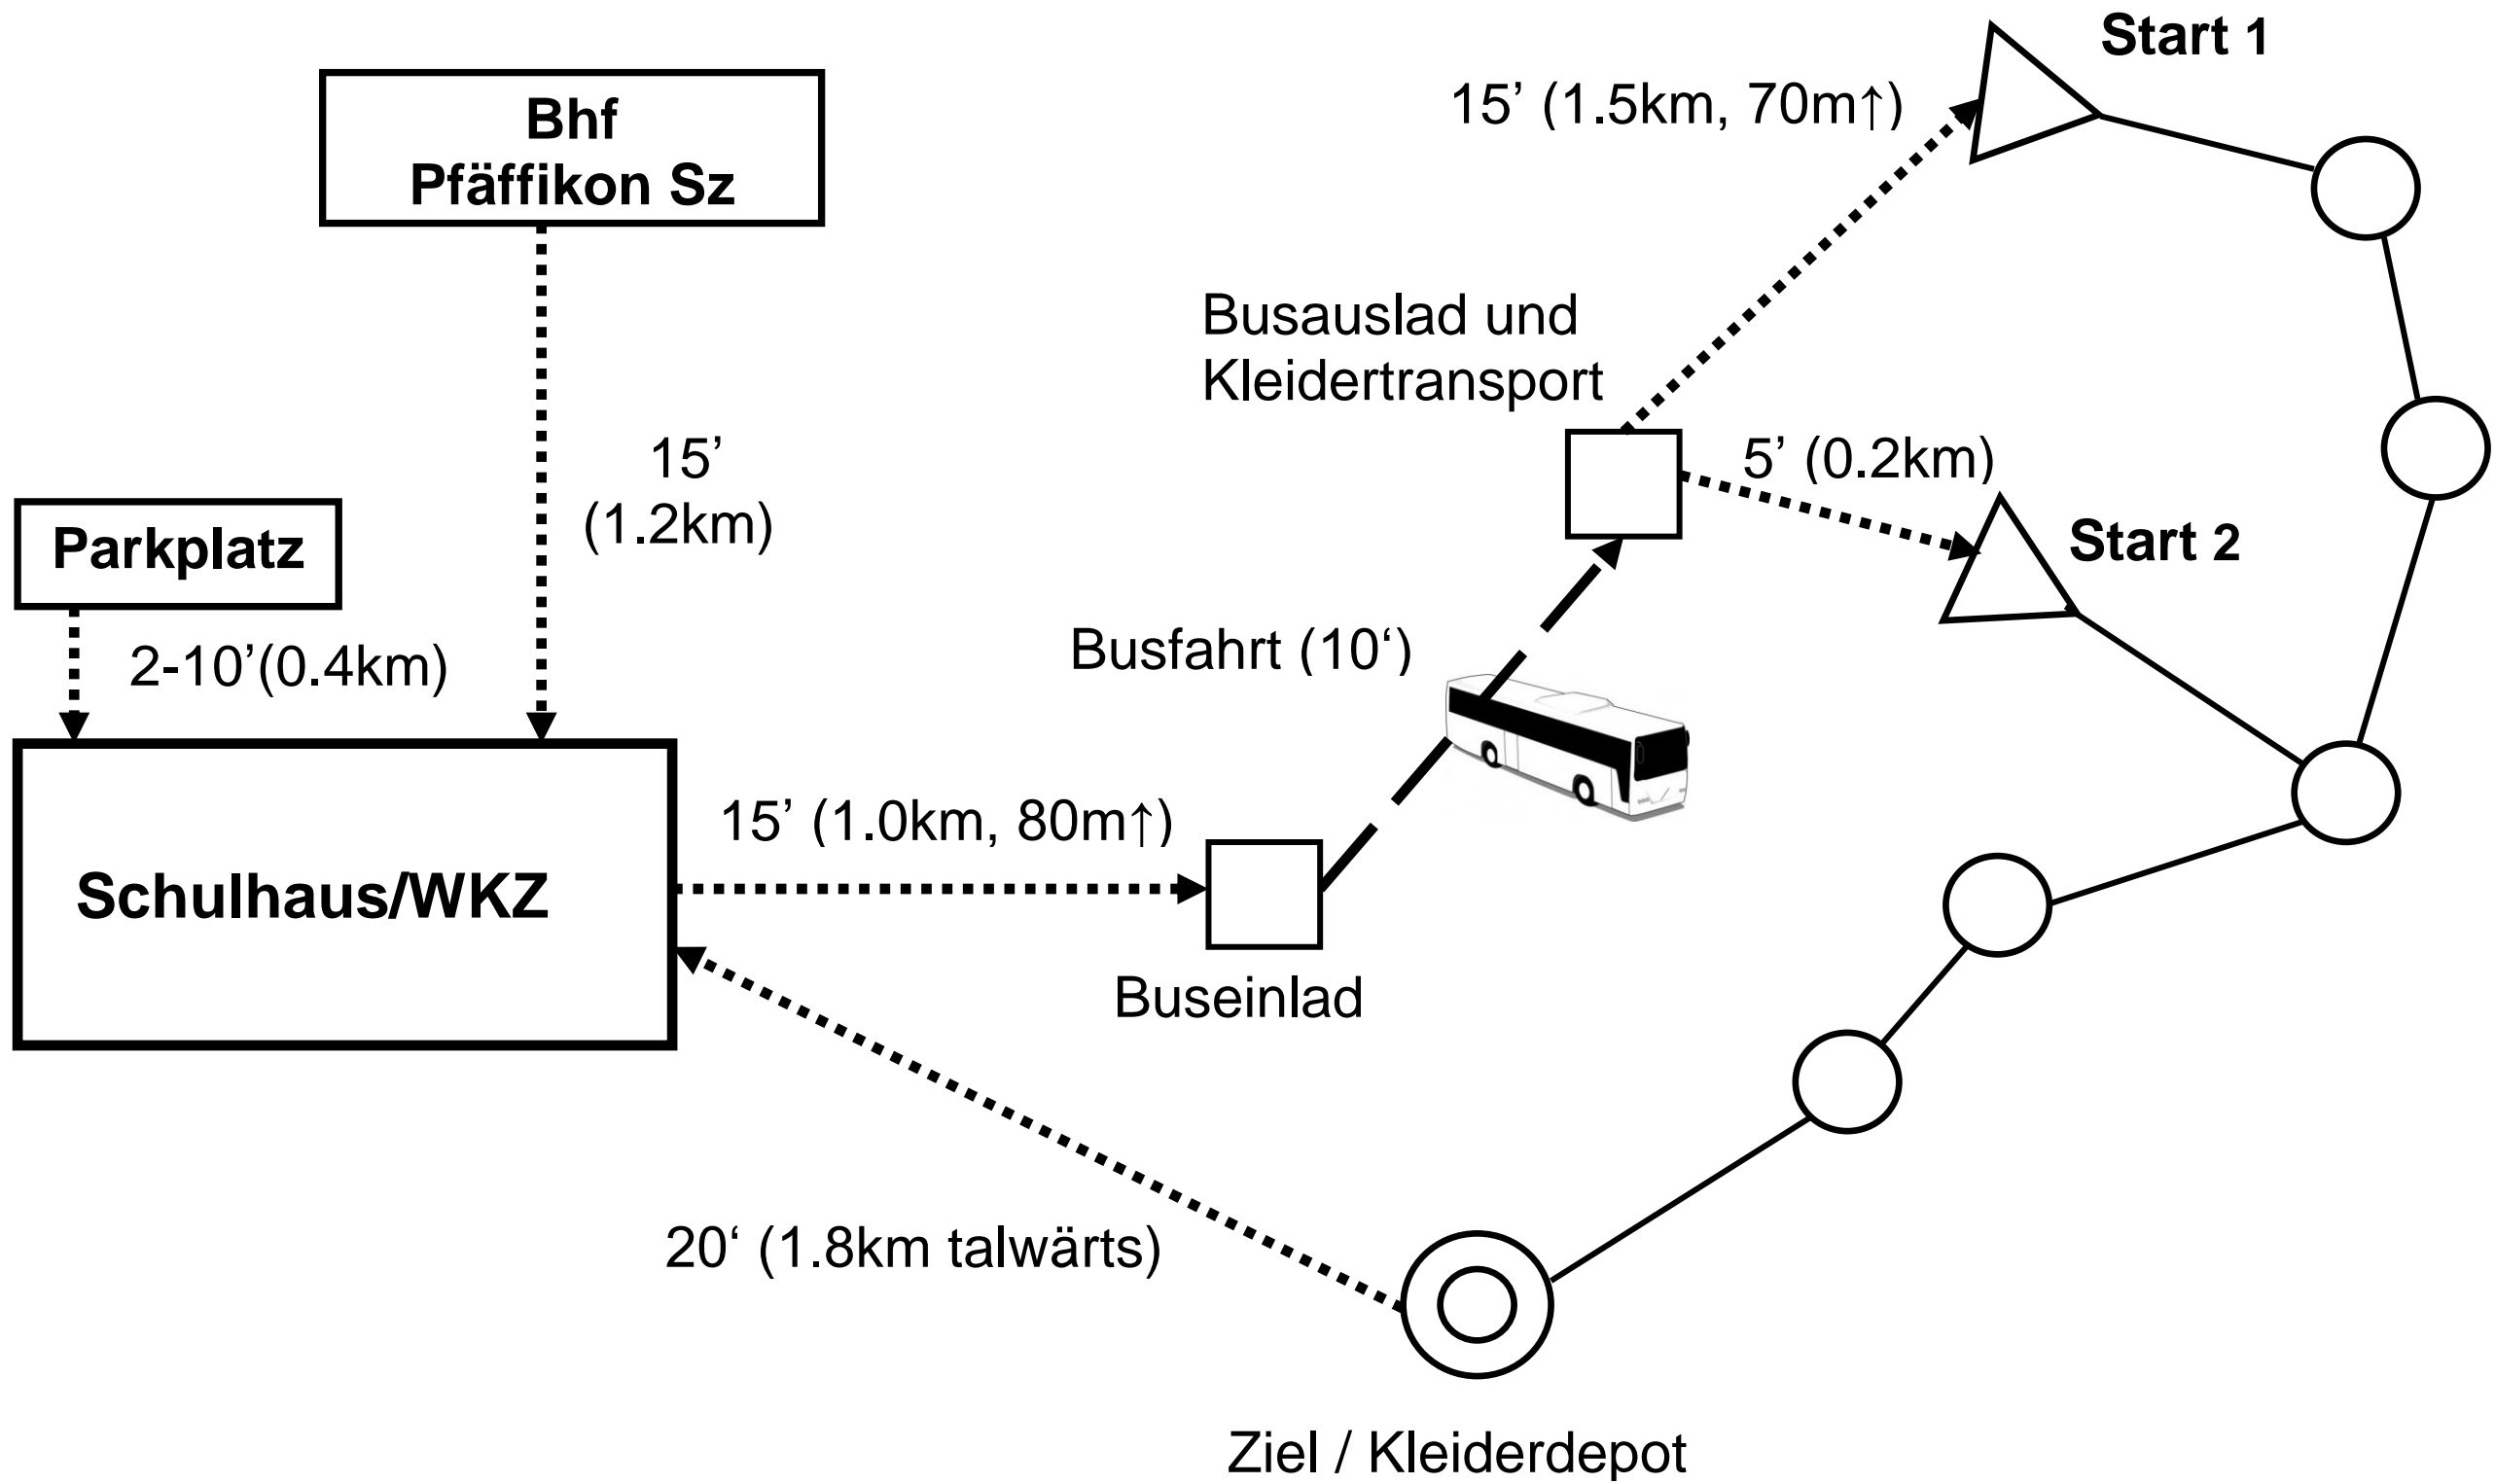 Start 1
15’ (1.5km, 70m↑)
Bhf
Pfäffikon Sz
Busauslad und
Kleidertransport
15’
(1.2km)
5’ (0.2km)
Parkplatz
Start 2
2-10’(0.4km)
Busfahrt (10‘)
15’ (1.0km, 80m↑)
Schulhaus/WKZ
Buseinlad
20‘ (1.8km talwärts)
Ziel / Kleiderdepot